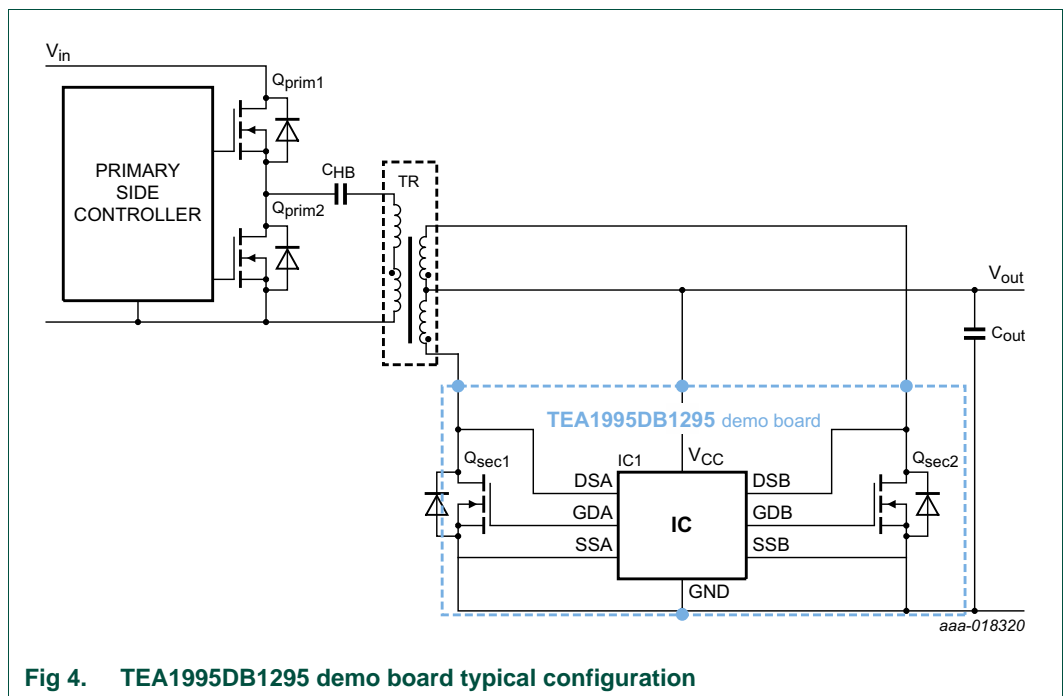 Vin
Qprim1
PRIMARY
SIDE
CONTROLLER
CHB
TR
Qprim2
Vout
Cout
TEA1995DB1295 demo board
Qsec1
IC1
VCC
Qsec2
DSA
DSB
GDA
IC
GDB
SSA
SSB
GND
aaa-018320
Fig 4. TEA1995DB1295 demo board typical configuration